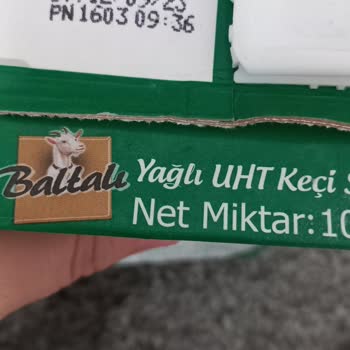 PN1603 09:36
Baltalı
Yağlı UHT Keçi
Net Miktar:10